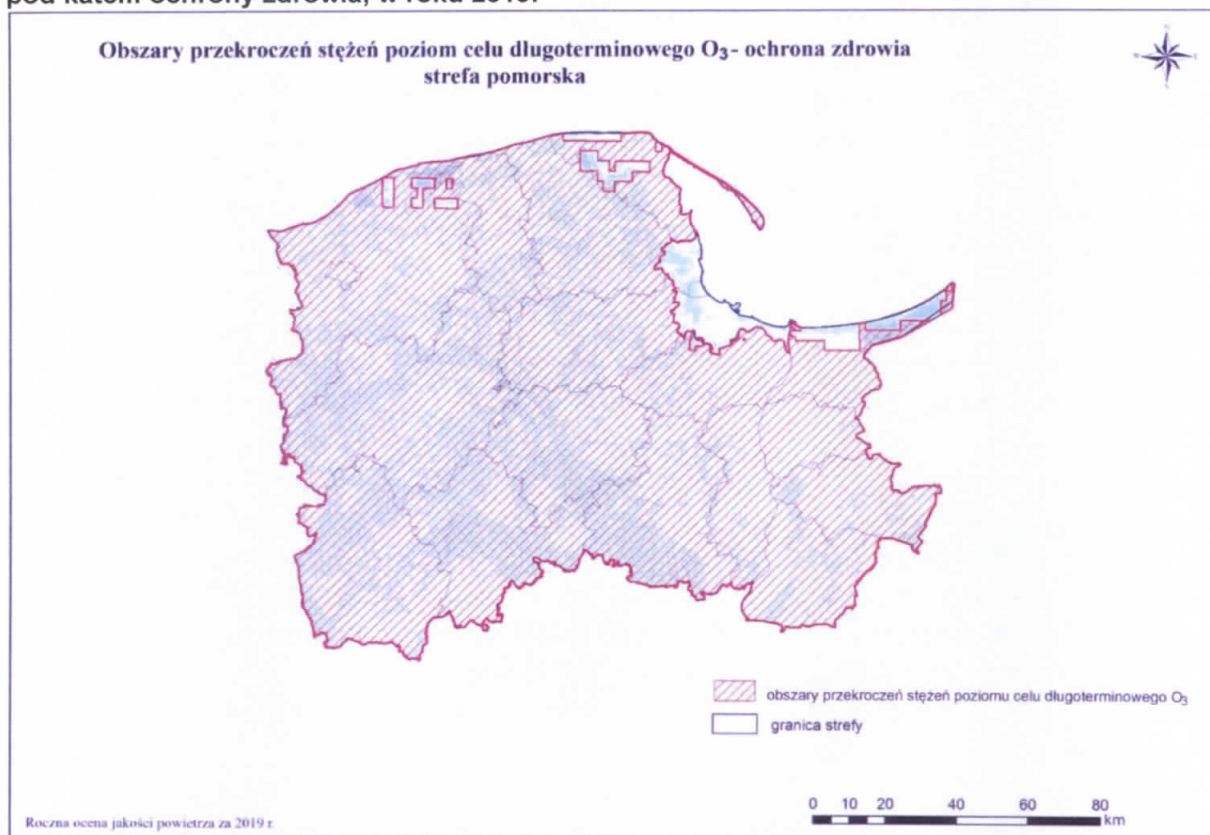 Obszary przekroczeń stężeń poziom celu długoterminowego O₃- ochrona zdrowia
strefa pomorska
obszary przekroczeń stężeń poziomu celu długoterminowego O₃
granica strefy
0 10 20 40 60 80
km
Roczna ocena jakości powietrza za 2019 r.